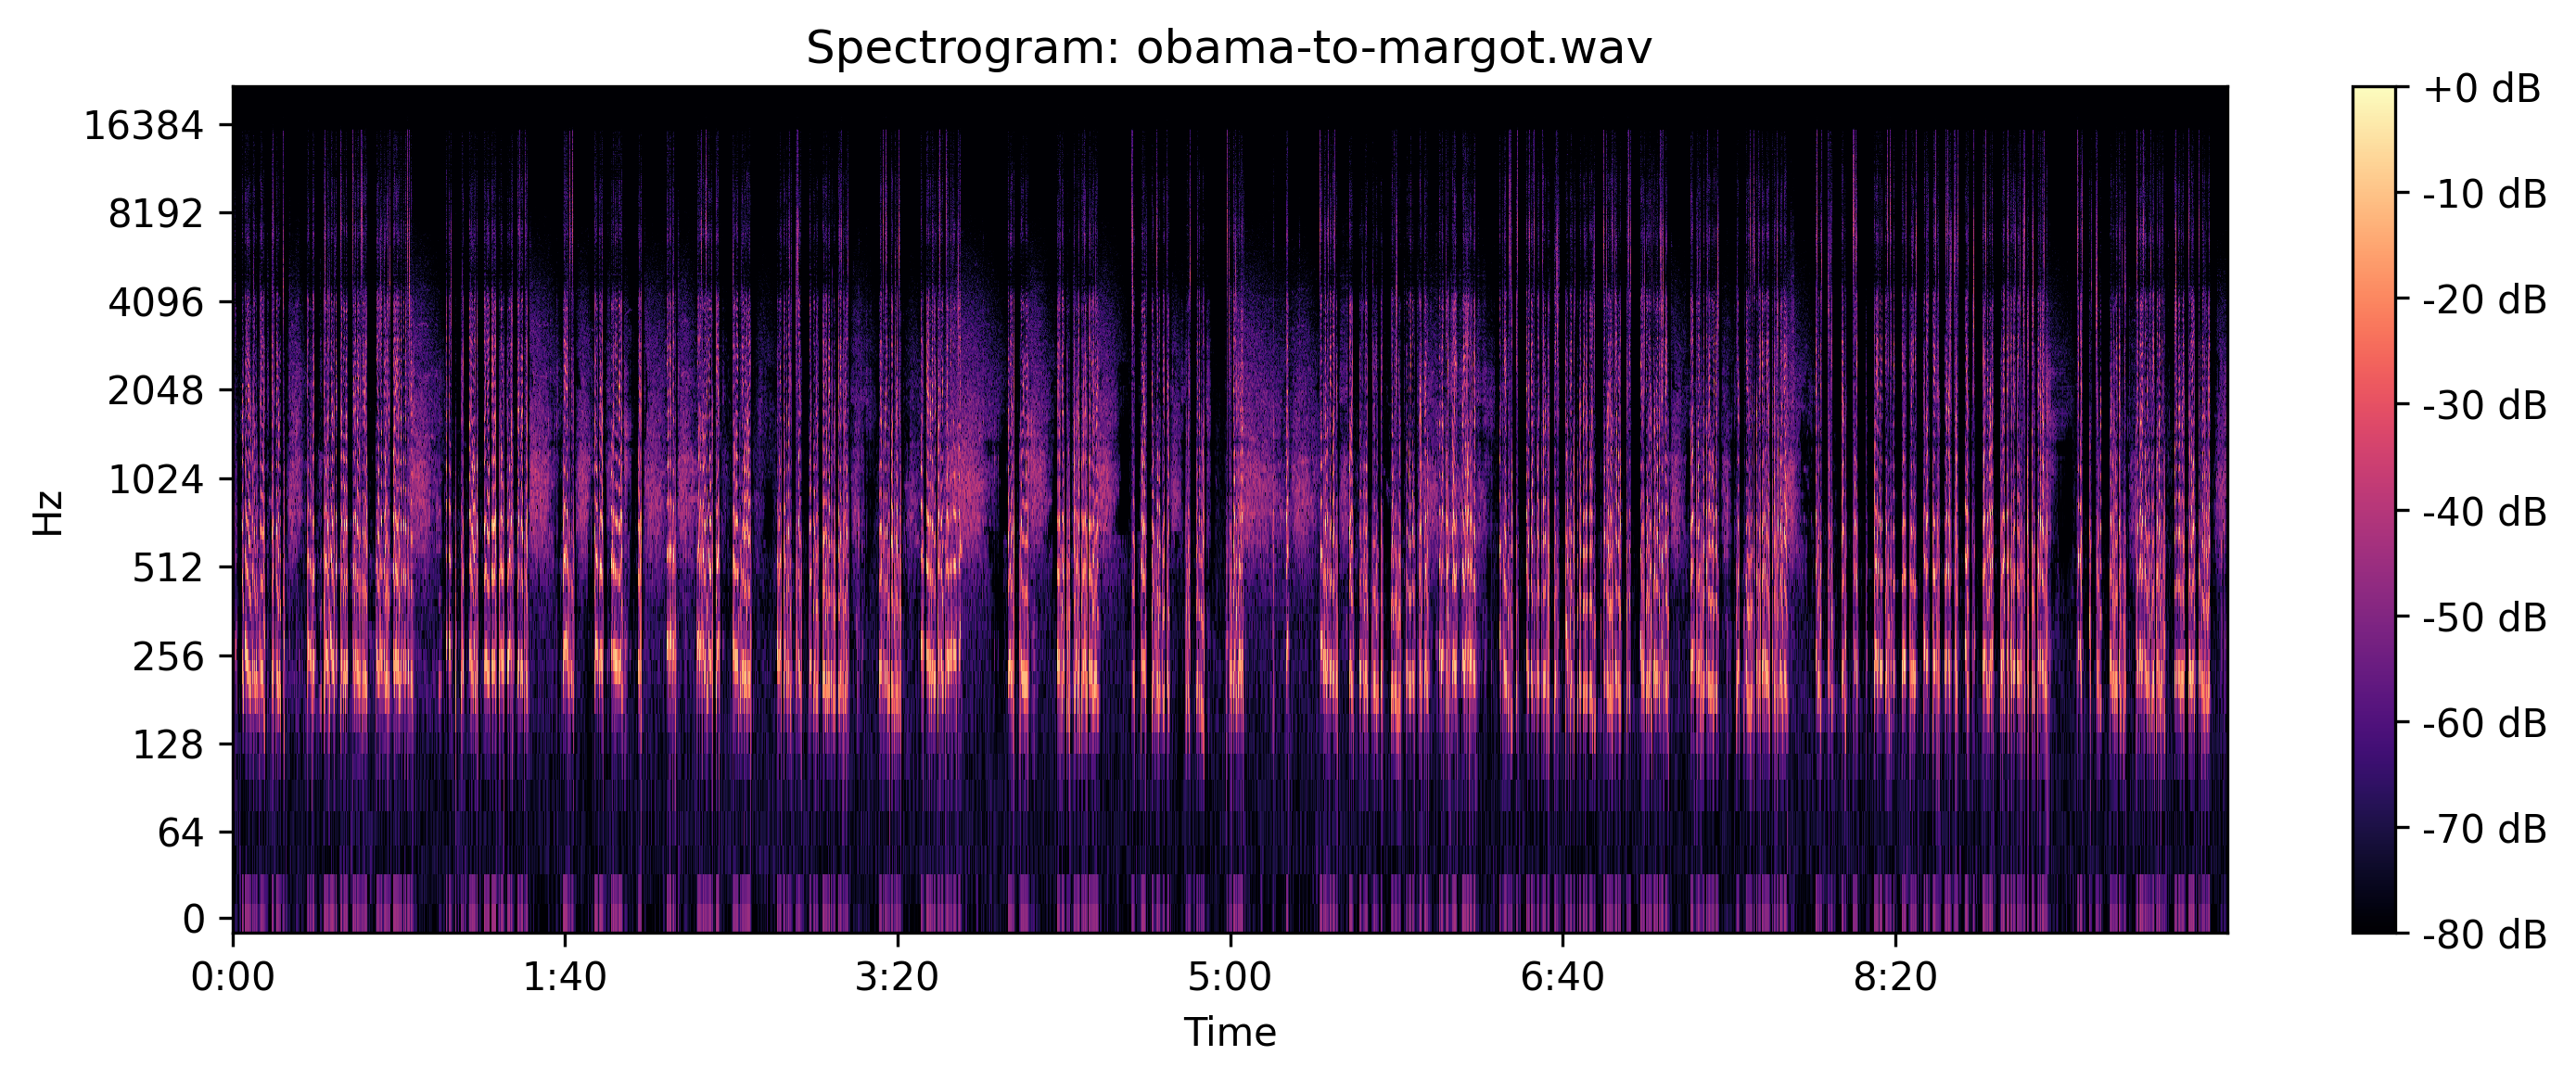 Spectrogram: obama-to-margot.wav
16384
8192
4096
2048
1024
512
256
128
64
0
Hz
0:00
1:40
3:20
5:00
6:40
8:20
Time
+0 dB
-10 dB
-20 dB
-30 dB
-40 dB
-50 dB
-60 dB
-70 dB
-80 dB